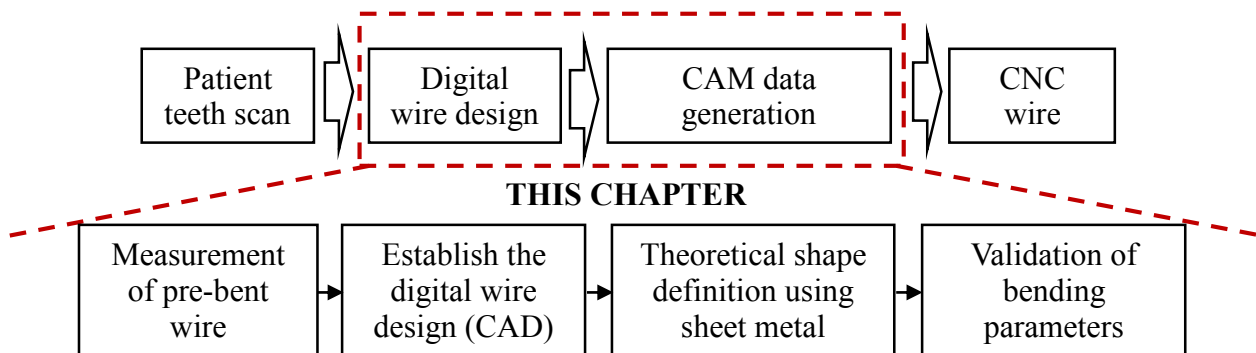 Patient
teeth scan
Digital
wire design
CAM data
generation
CNC
wire
THIS CHAPTER
Measurement
of pre-bent
wire
Establish the
digital wire
design (CAD)
Theoretical shape
definition using
sheet metal
Validation of
bending
parameters